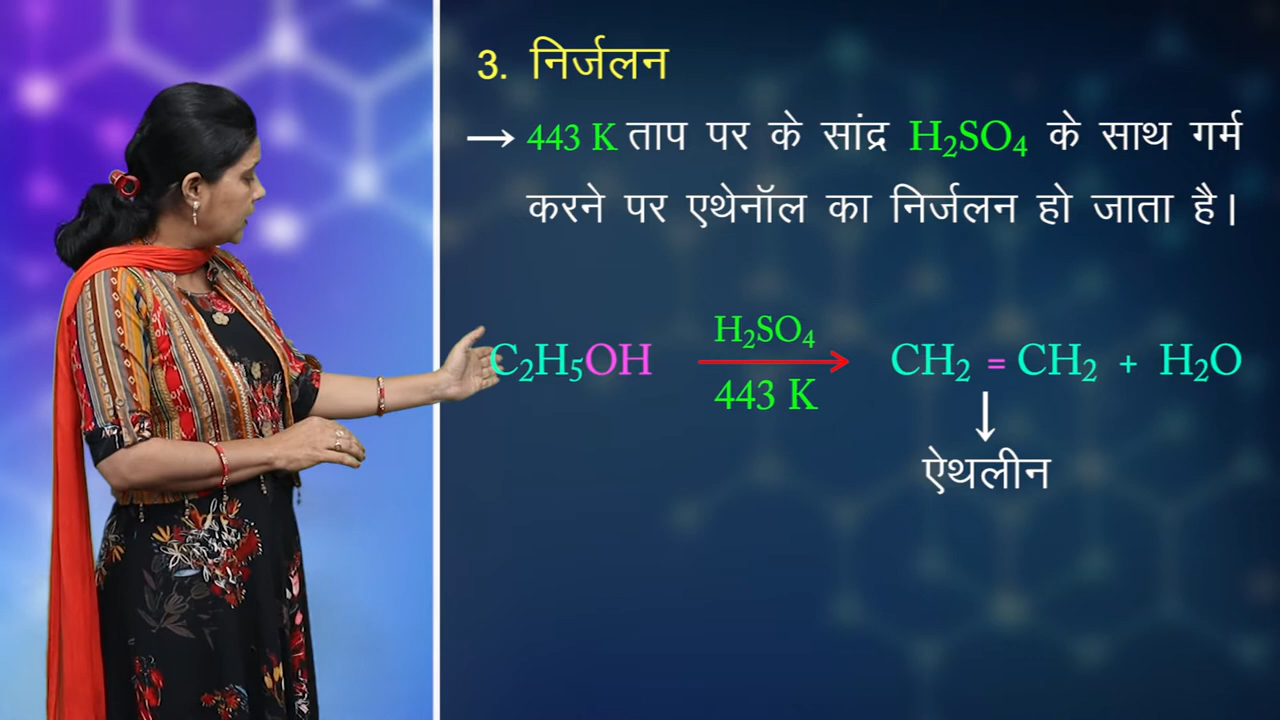 3. निर्जलन
→ 443 K ताप पर के सांद्र H₂SO₄ के साथ गर्म
करने पर एथेनॉल का निर्जलन हो जाता है।
H₂SO₄
C₂H₅OH → CH₂ = CH₂ + H₂O
443 K
↓
ऐथलीन